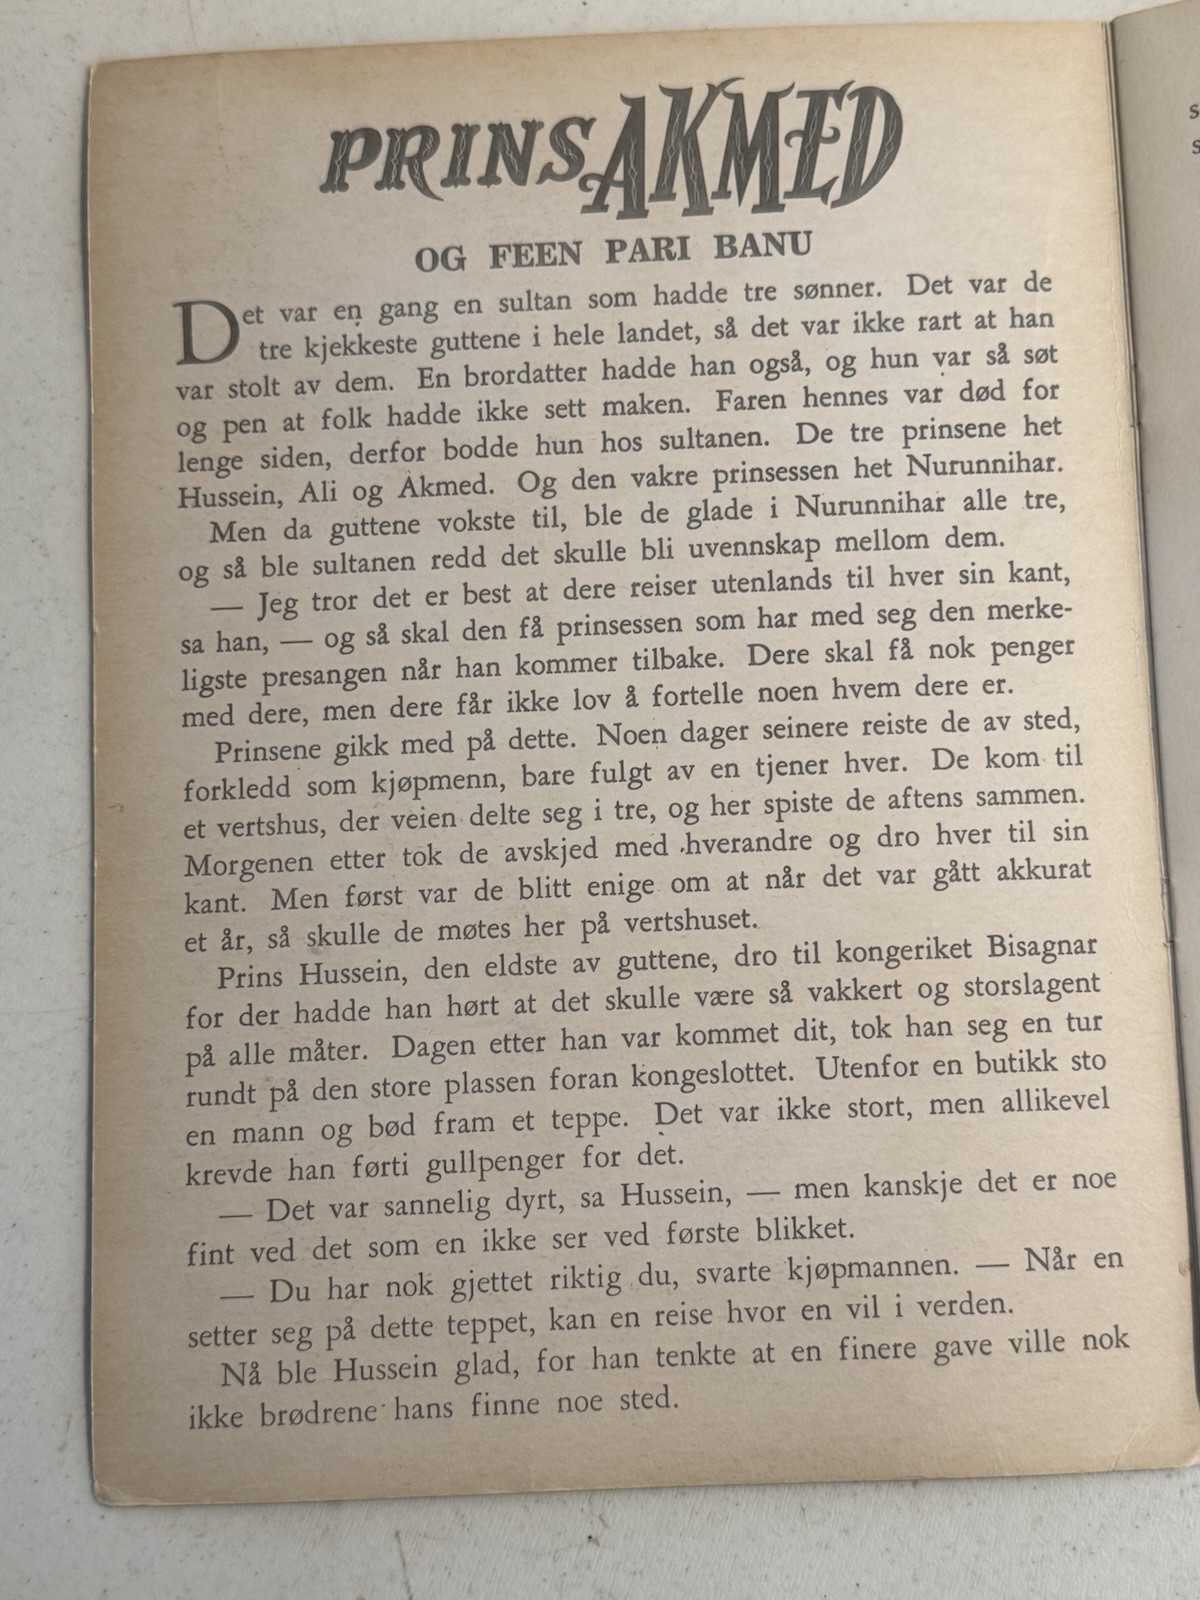 PRINS AKMED
OG FEEN PARI BANU
Det var en gang en sultan som hadde tre sønner. Det var de
tre kjekkeste guttene i hele landet, så det var ikke rart at han
var stolt av dem. En brordatter hadde han også, og hun var så søt
og pen at folk hadde ikke sett maken. Faren hennes var død for
lenge siden, derfor bodde hun hos sultanen. De tre prinsene het
Hussein, Ali og Akmed. Og den vakre prinsessen het Nurunnihar.
Men da guttene vokste til, ble de glade i Nurunnihar alle tre,
og så ble sultanen redd det skulle bli uvennskap mellom dem.
— Jeg tror det er best at dere reiser utenlands til hver sin kant,
sa han, — og så skal den få prinsessen som har med seg den merke-
ligste presangen når han kommer tilbake. Dere skal få nok penger
med dere, men dere får ikke lov å fortelle noen hvem dere er.
Prinsene gikk med på dette. Noen dager seinere reiste de av sted,
forkledd som kjøpmenn, bare fulgt av en tjener hver. De kom til
et vertshus, der veien delte seg i tre, og her spiste de aftens sammen.
Morgenen etter tok de avskjed med hverandre og dro hver til sin
kant. Men først var de blitt enige om at når det var gått akkurat
et år, så skulle de møtes her på vertshuset.
Prins Hussein, den eldste av guttene, dro til kongeriket Bisagnar
for der hadde han hørt at det skulle være så vakkert og storslagent
på alle måter. Dagen etter han var kommet dit, tok han seg en tur
rundt på den store plassen foran kongeslottet. Utenfor en butikk sto
en mann og bød fram et teppe. Det var ikke stort, men allikevel
krevde han førti gullpenger for det.
— Det var sannelig dyrt, sa Hussein, — men kanskje det er noe
fint ved det som en ikke ser ved første blikket.
— Du har nok gjettet riktig du, svarte kjøpmannen. — Når en
setter seg på dette teppet, kan en reise hvor en vil i verden.
Nå ble Hussein glad, for han tenkte at en finere gave ville nok
ikke brødrene hans finne noe sted.